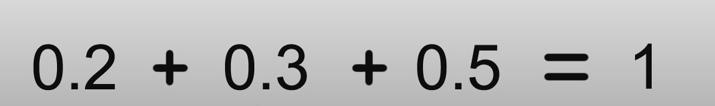 0.2 + 0.3 + 0.5 = 1